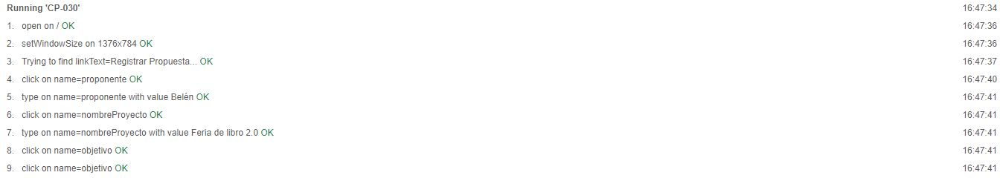 Running 'CP-030' 16:47:34
1. open on / OK 16:47:36
2. setWindowSize on 1376x784 OK 16:47:36
3. Trying to find linkText=Registrar Propuesta... OK 16:47:37
4. click on name=proponente OK 16:47:40
5. type on name=proponente with value Belén OK 16:47:41
6. click on name=nombreProyecto OK 16:47:41
7. type on name=nombreProyecto with value Feria de libro 2.0 OK 16:47:41
8. click on name=objetivo OK 16:47:41
9. click on name=objetivo OK 16:47:41